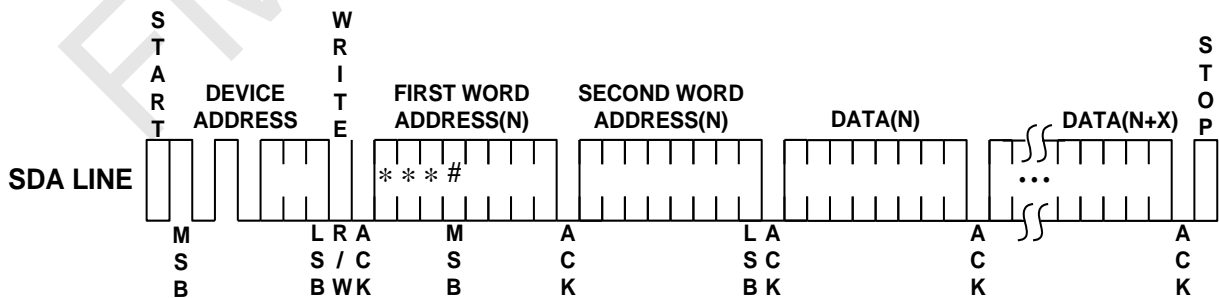 START
WRITE
STOP
DEVICE
ADDRESS
FIRST WORD
ADDRESS(N)
SECOND WORD
ADDRESS(N)
DATA(N)
DATA(N+X)
SDA LINE
* * * #
...
MSB
LSB
R/W
ACK
MSB
ACK
LSB
ACK
ACK
ACK